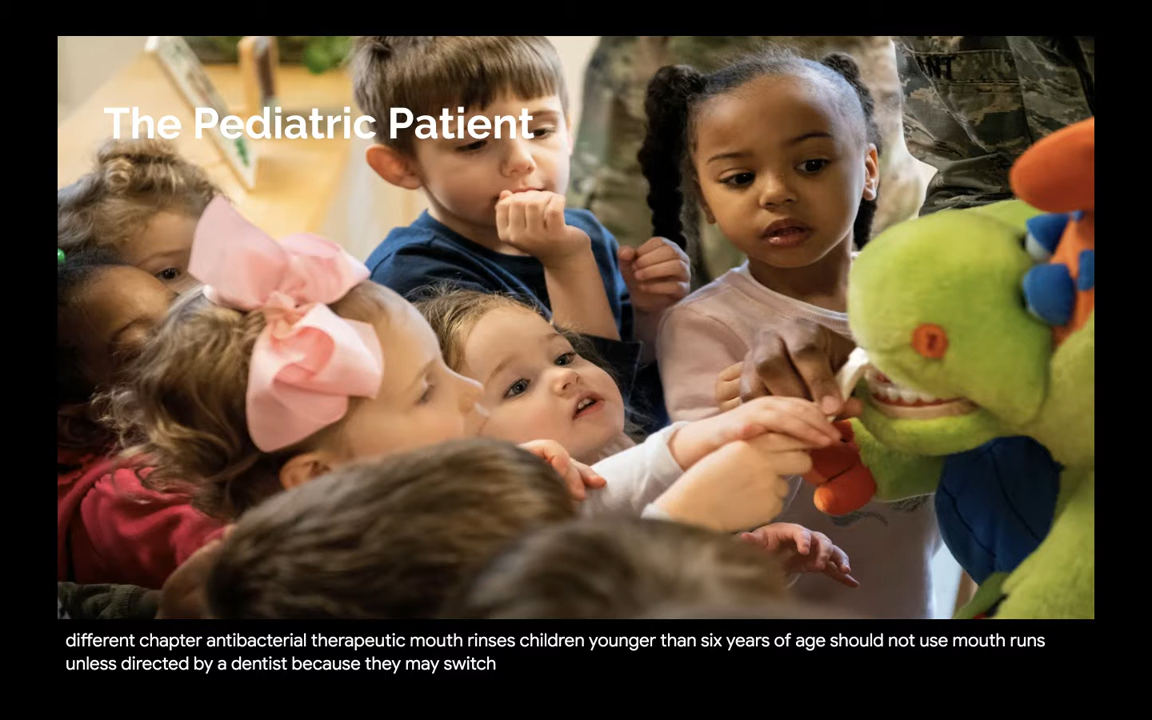 The Pediatric Patient
different chapter antibacterial therapeutic mouth rinses children younger than six years of age should not use mouth runs
unless directed by a dentist because they may switch